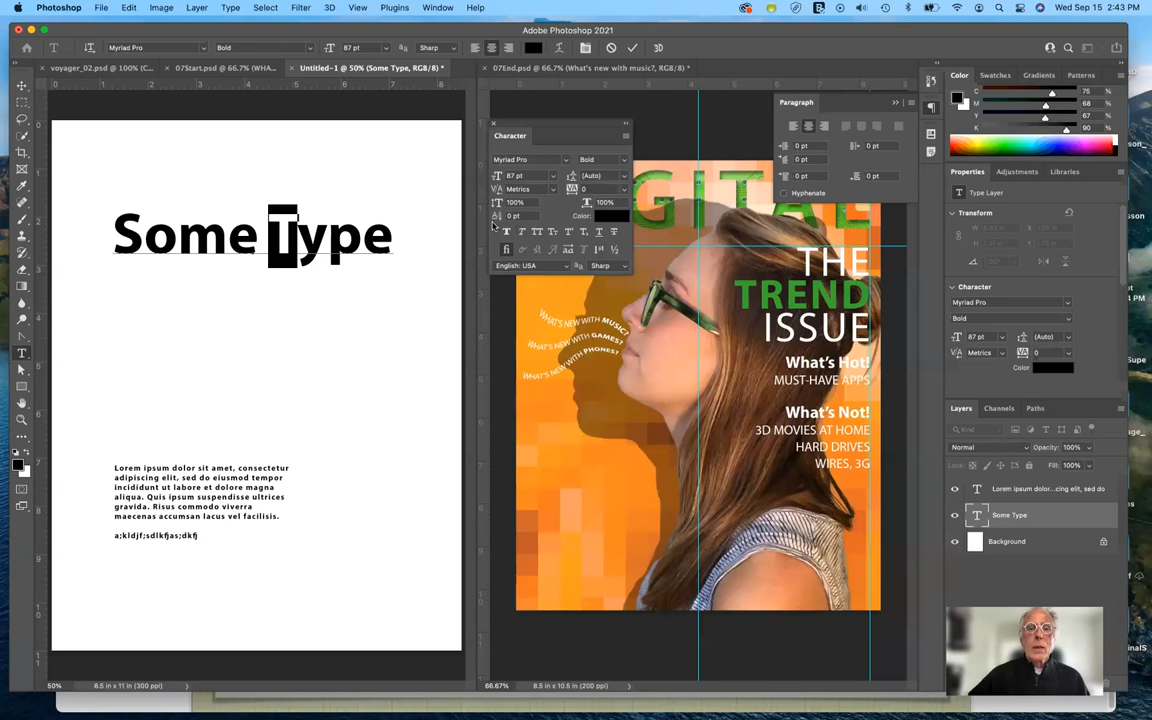 Photoshop File Edit Image Layer Type Select Filter 3D View Plugins Window Help Wed Sep 15 2:43 PM
Adobe Photoshop 2021
Myriad Pro Bold 87 pt Sharp 3D
voyager_02.psd @ 100% (C... 07Start.psd @ 66.7% (WHA... Untitled-1 @ 50% (Some Type, RGB/8) * 07End.psd @ 66.7% (What's new with music?, RGB/8) *
Some Type
Lorem ipsum dolor sit amet, consectetur
adipiscing elit, sed do eiusmod tempor
incididunt ut labore et dolore magna
aliqua. Quis ipsum suspendisse ultrices
gravida. Risus commodo viverra
maecenas accumsan lacus vel facilisis.
a;kldjf;sdlkfjas;dkfj
50% 8.5 in x 11 in (300 ppi)
Character
Myriad Pro Bold
87 pt (Auto)
Metrics 0
100% 100%
0 pt Color:
English: USA Sharp
Paragraph
0 pt 0 pt
0 pt
0 pt 0 pt
Hyphenate
DIGITAL
THE
TREND
ISSUE
What's Hot!
MUST-HAVE APPS
What's Not!
3D MOVIES AT HOME
HARD DRIVES
WIRES, 3G
WHAT'S NEW WITH MUSIC?
WHAT'S NEW WITH GAMES?
WHAT'S NEW WITH PHONES?
66.67% 8.5 in x 10.5 in (200 ppi)
Color Swatches Gradients Patterns
C 75 %
M 68 %
Y 67 %
K 90 %
Properties Adjustments Libraries
Type Layer
Transform
Character
Myriad Pro
Bold
87 pt (Auto)
Metrics 0
Color
Layers Channels Paths
Kind
Normal Opacity: 100%
Lock: Fill: 100%
Lorem ipsum dolor...cing elit, sed do
Some Type
Background